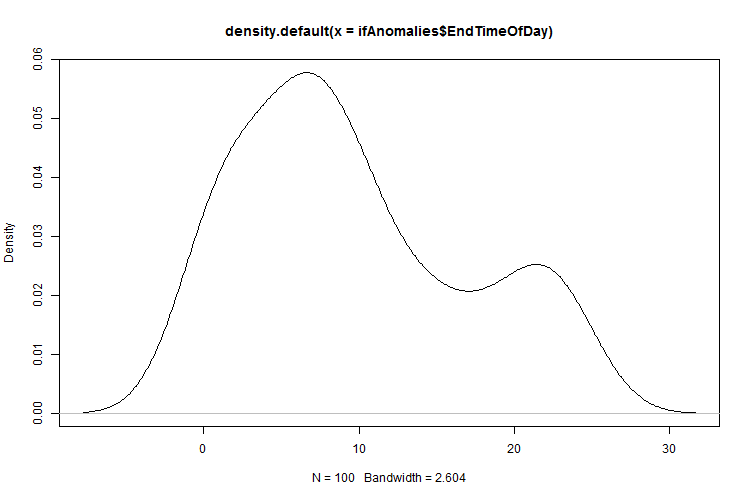 density.default(x = ifAnomalies$EndTimeOfDay)
0.06
0.05
0.04
0.03
0.02
0.01
0.00
Density
0 10 20 30
N = 100 Bandwidth = 2.604